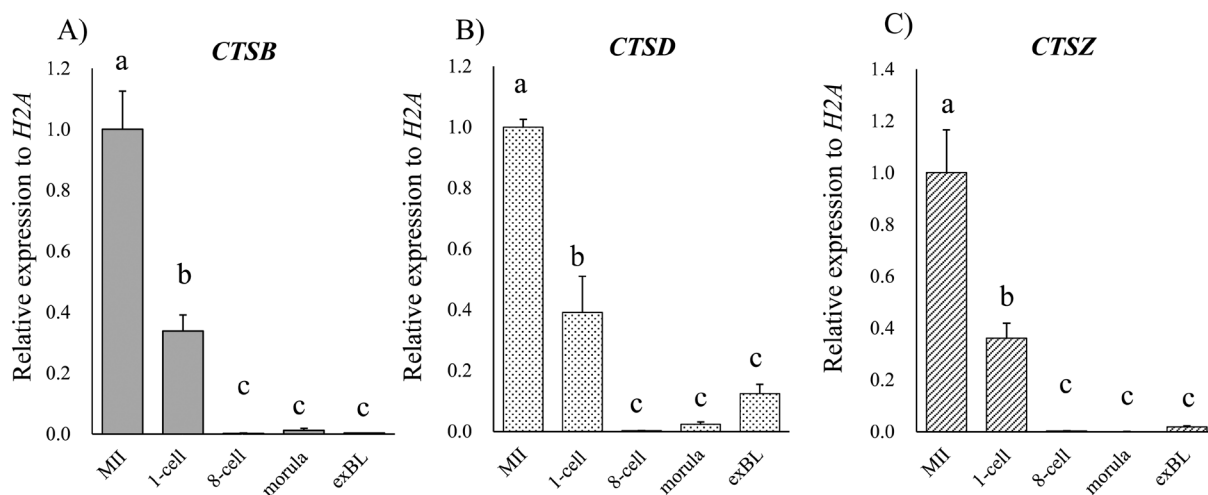 A)
CTSB
Relative expression to H2A
1.2
1.0
0.8
0.6
0.4
0.2
0.0
a
b
c
c
c
MII
1-cell
8-cell
morula
exBL
B)
CTSD
Relative expression to H2A
1.2
1.0
0.8
0.6
0.4
0.2
0.0
a
b
c
c
c
MII
1-cell
8-cell
morula
exBL
C)
CTSZ
Relative expression to H2A
1.4
1.2
1.0
0.8
0.6
0.4
0.2
0.0
a
b
c
c
c
MII
1-cell
8-cell
morula
exBL